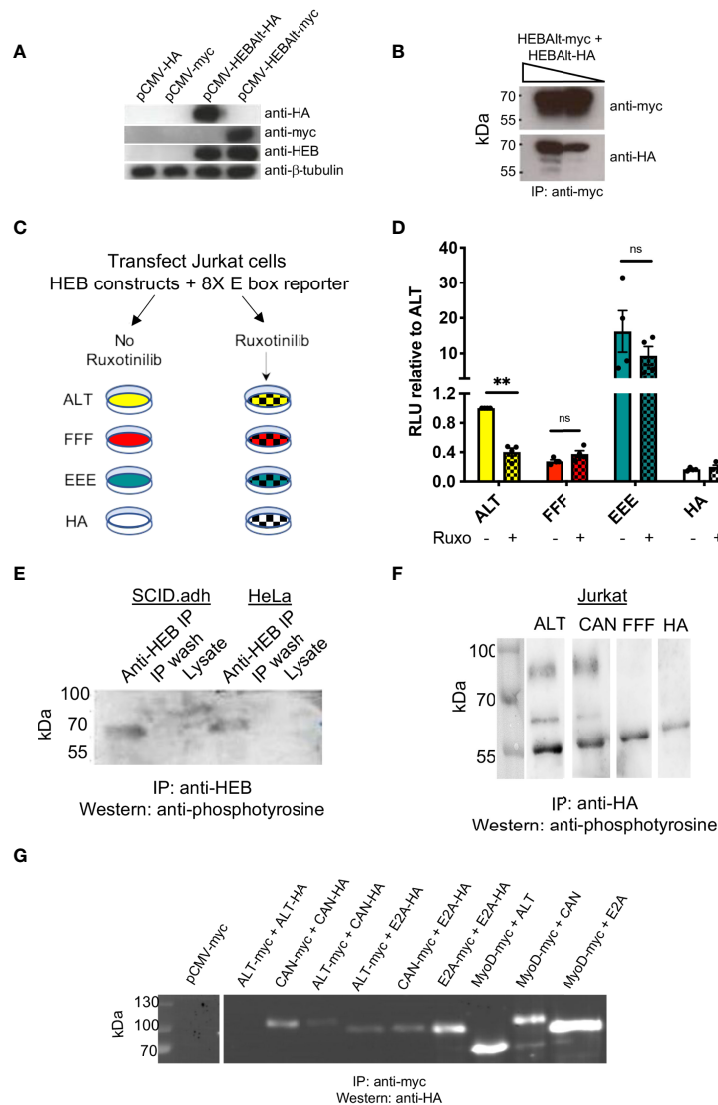 A
pCMV-HA
pCMV-myc
pCMV-HEBAlt-HA
pCMV-HEBAlt-myc
anti-HA
anti-myc
anti-HEB
anti-β-tubulin
B
HEBAlt-myc +
HEBAlt-HA
kDa
70
55
anti-myc
70
55
anti-HA
IP: anti-myc
C
Transfect Jurkat cells
HEB constructs + 8X E box reporter
No
Ruxotinilib
Ruxotinilib
ALT
FFF
EEE
HA
D
RLU relative to ALT
40
30
20
10
1.2
0.8
0.4
0.0
**
ns
ns
ALT
FFF
EEE
HA
Ruxo - + - + - + -
E
SCID.adh
HeLa
Anti-HEB IP
IP wash
Lysate
Anti-HEB IP
IP wash
Lysate
kDa
100
70
55
IP: anti-HEB
Western: anti-phosphotyrosine
F
Jurkat
ALT CAN FFF HA
kDa
100
70
55
IP: anti-HA
Western: anti-phosphotyrosine
G
pCMV-myc
ALT-myc + ALT-HA
CAN-myc + CAN-HA
ALT-myc + CAN-HA
ALT-myc + E2A-HA
CAN-myc + E2A-HA
E2A-myc + E2A-HA
MyoD-myc + ALT
MyoD-myc + CAN
MyoD-myc + E2A
kDa
130
100
70
IP: anti-myc
Western: anti-HA